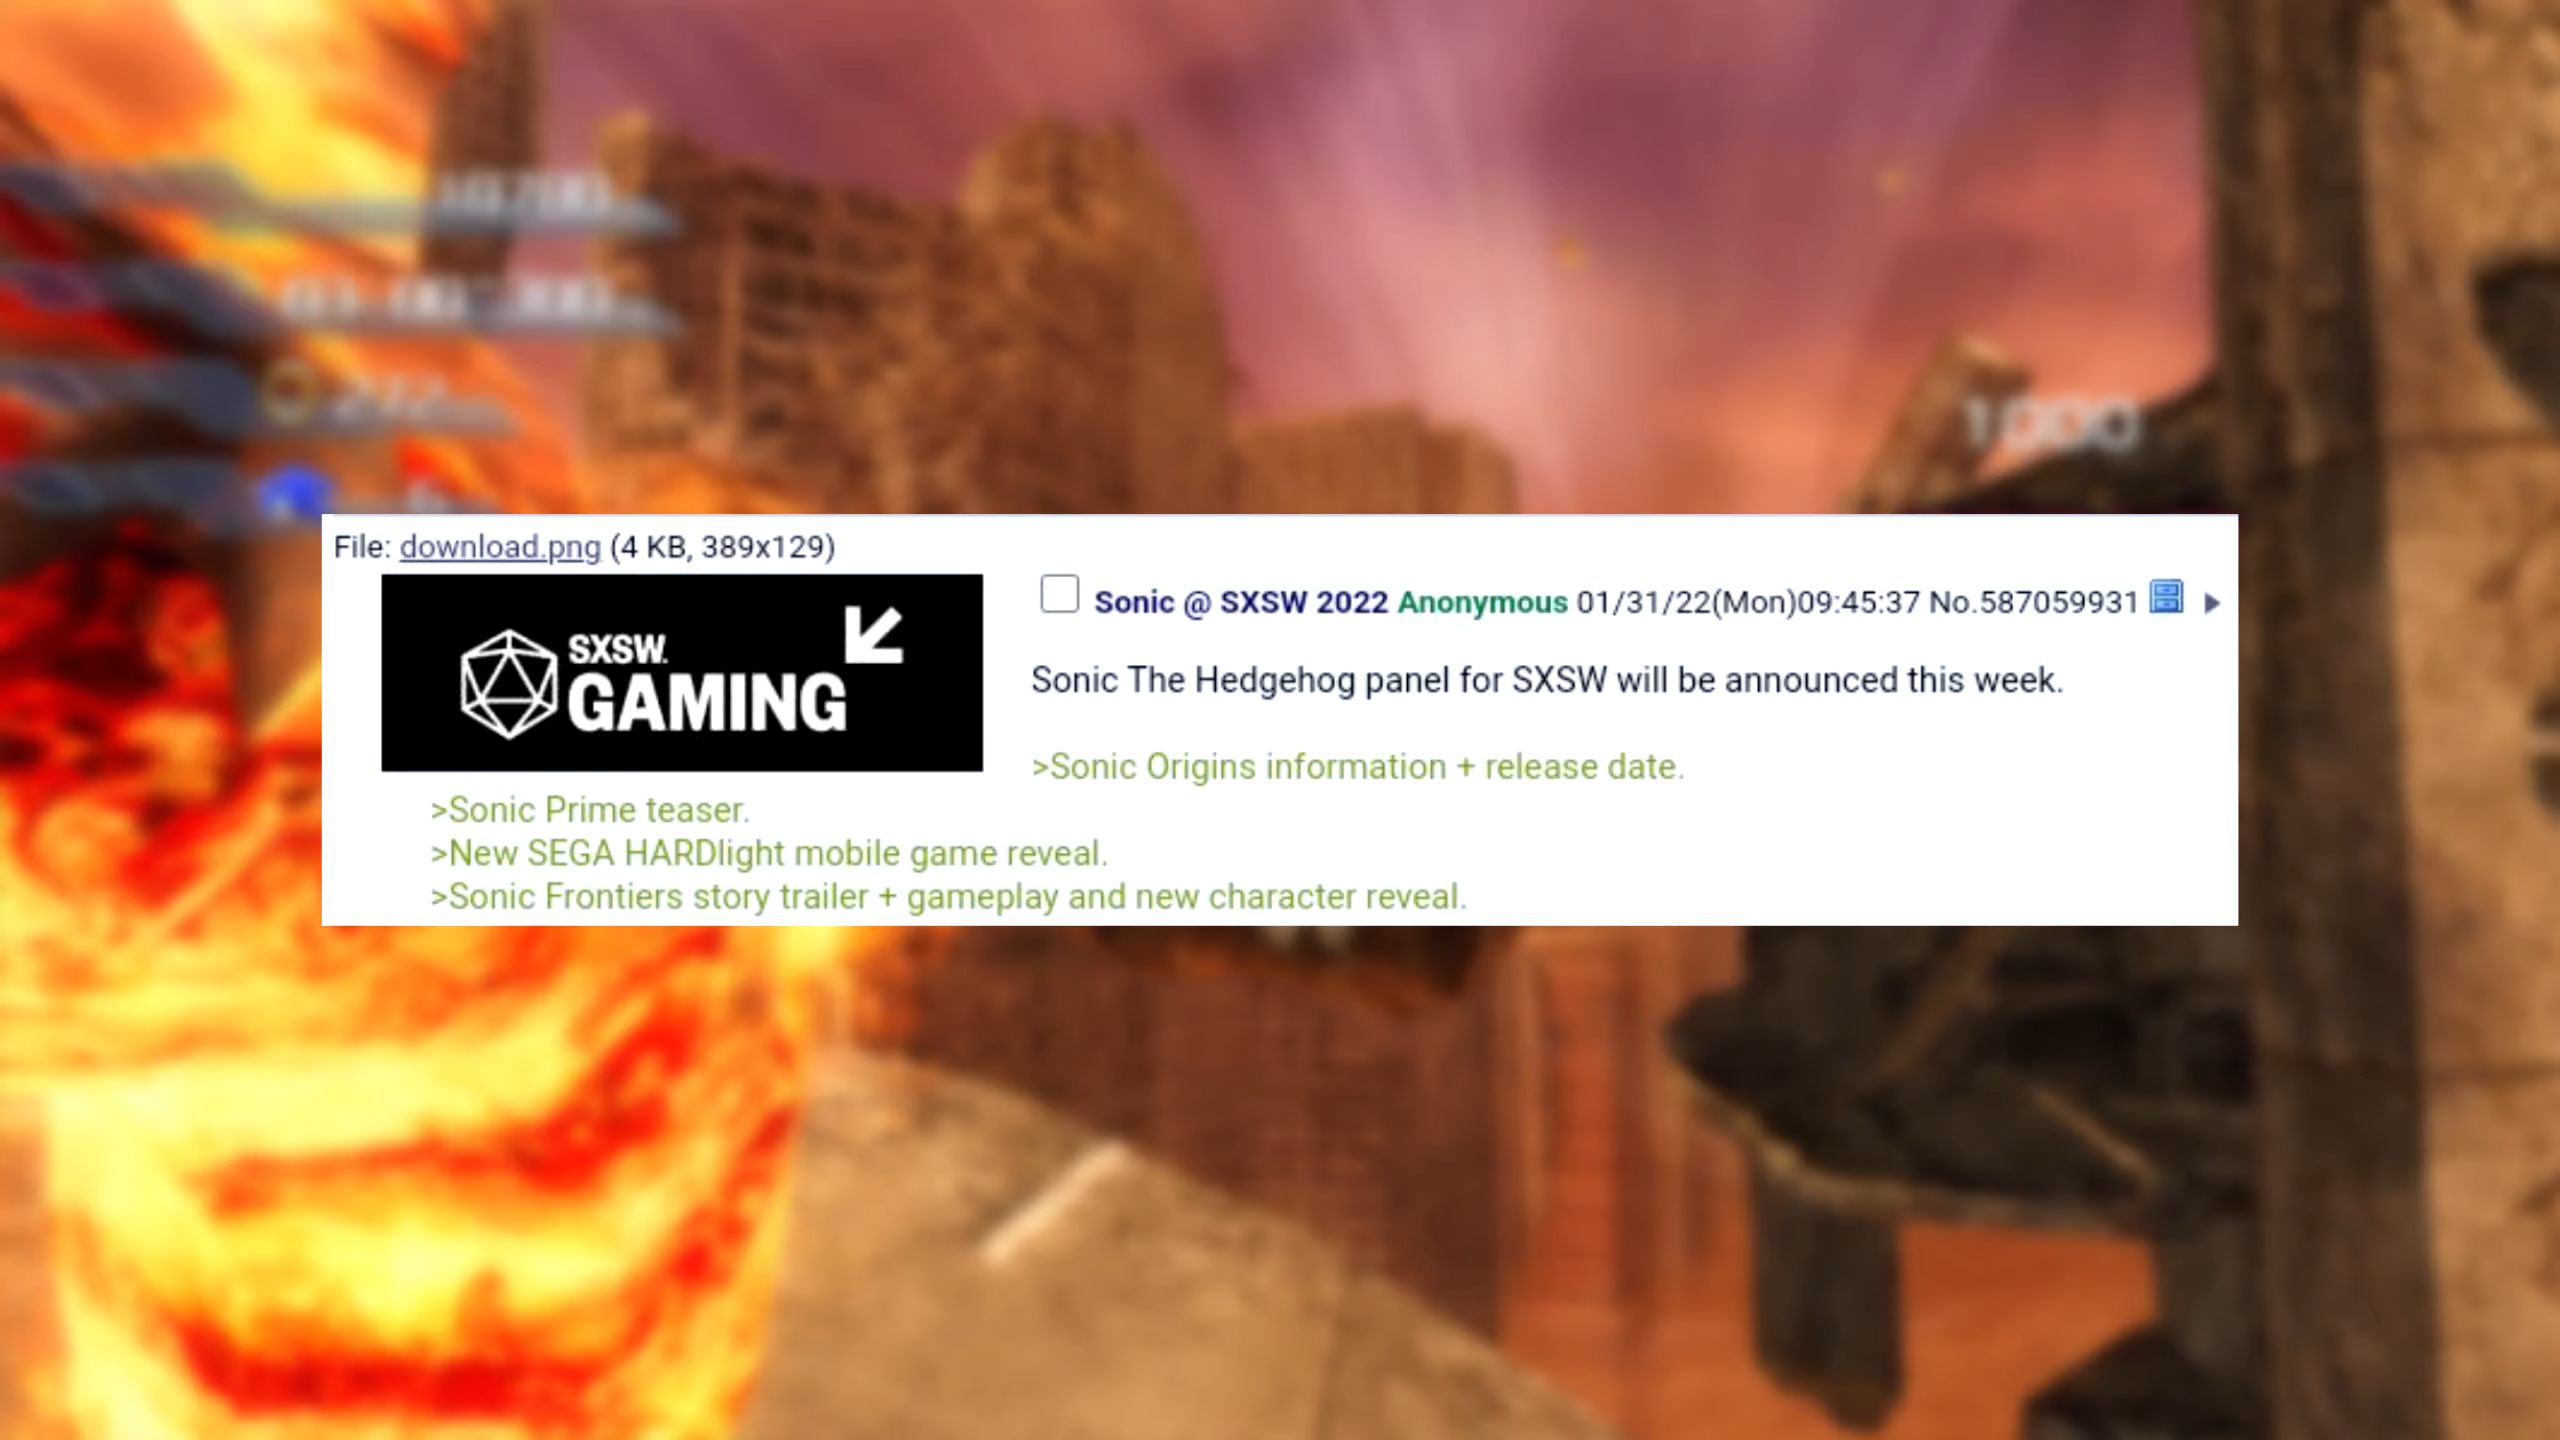 File: download.png (4 KB, 389x129)
SXSW.
GAMING
Sonic @ SXSW 2022 Anonymous 01/31/22(Mon)09:45:37 No.587059931
Sonic The Hedgehog panel for SXSW will be announced this week.
>Sonic Origins information + release date.
>Sonic Prime teaser.
>New SEGA HARDlight mobile game reveal.
>Sonic Frontiers story trailer + gameplay and new character reveal.
1000